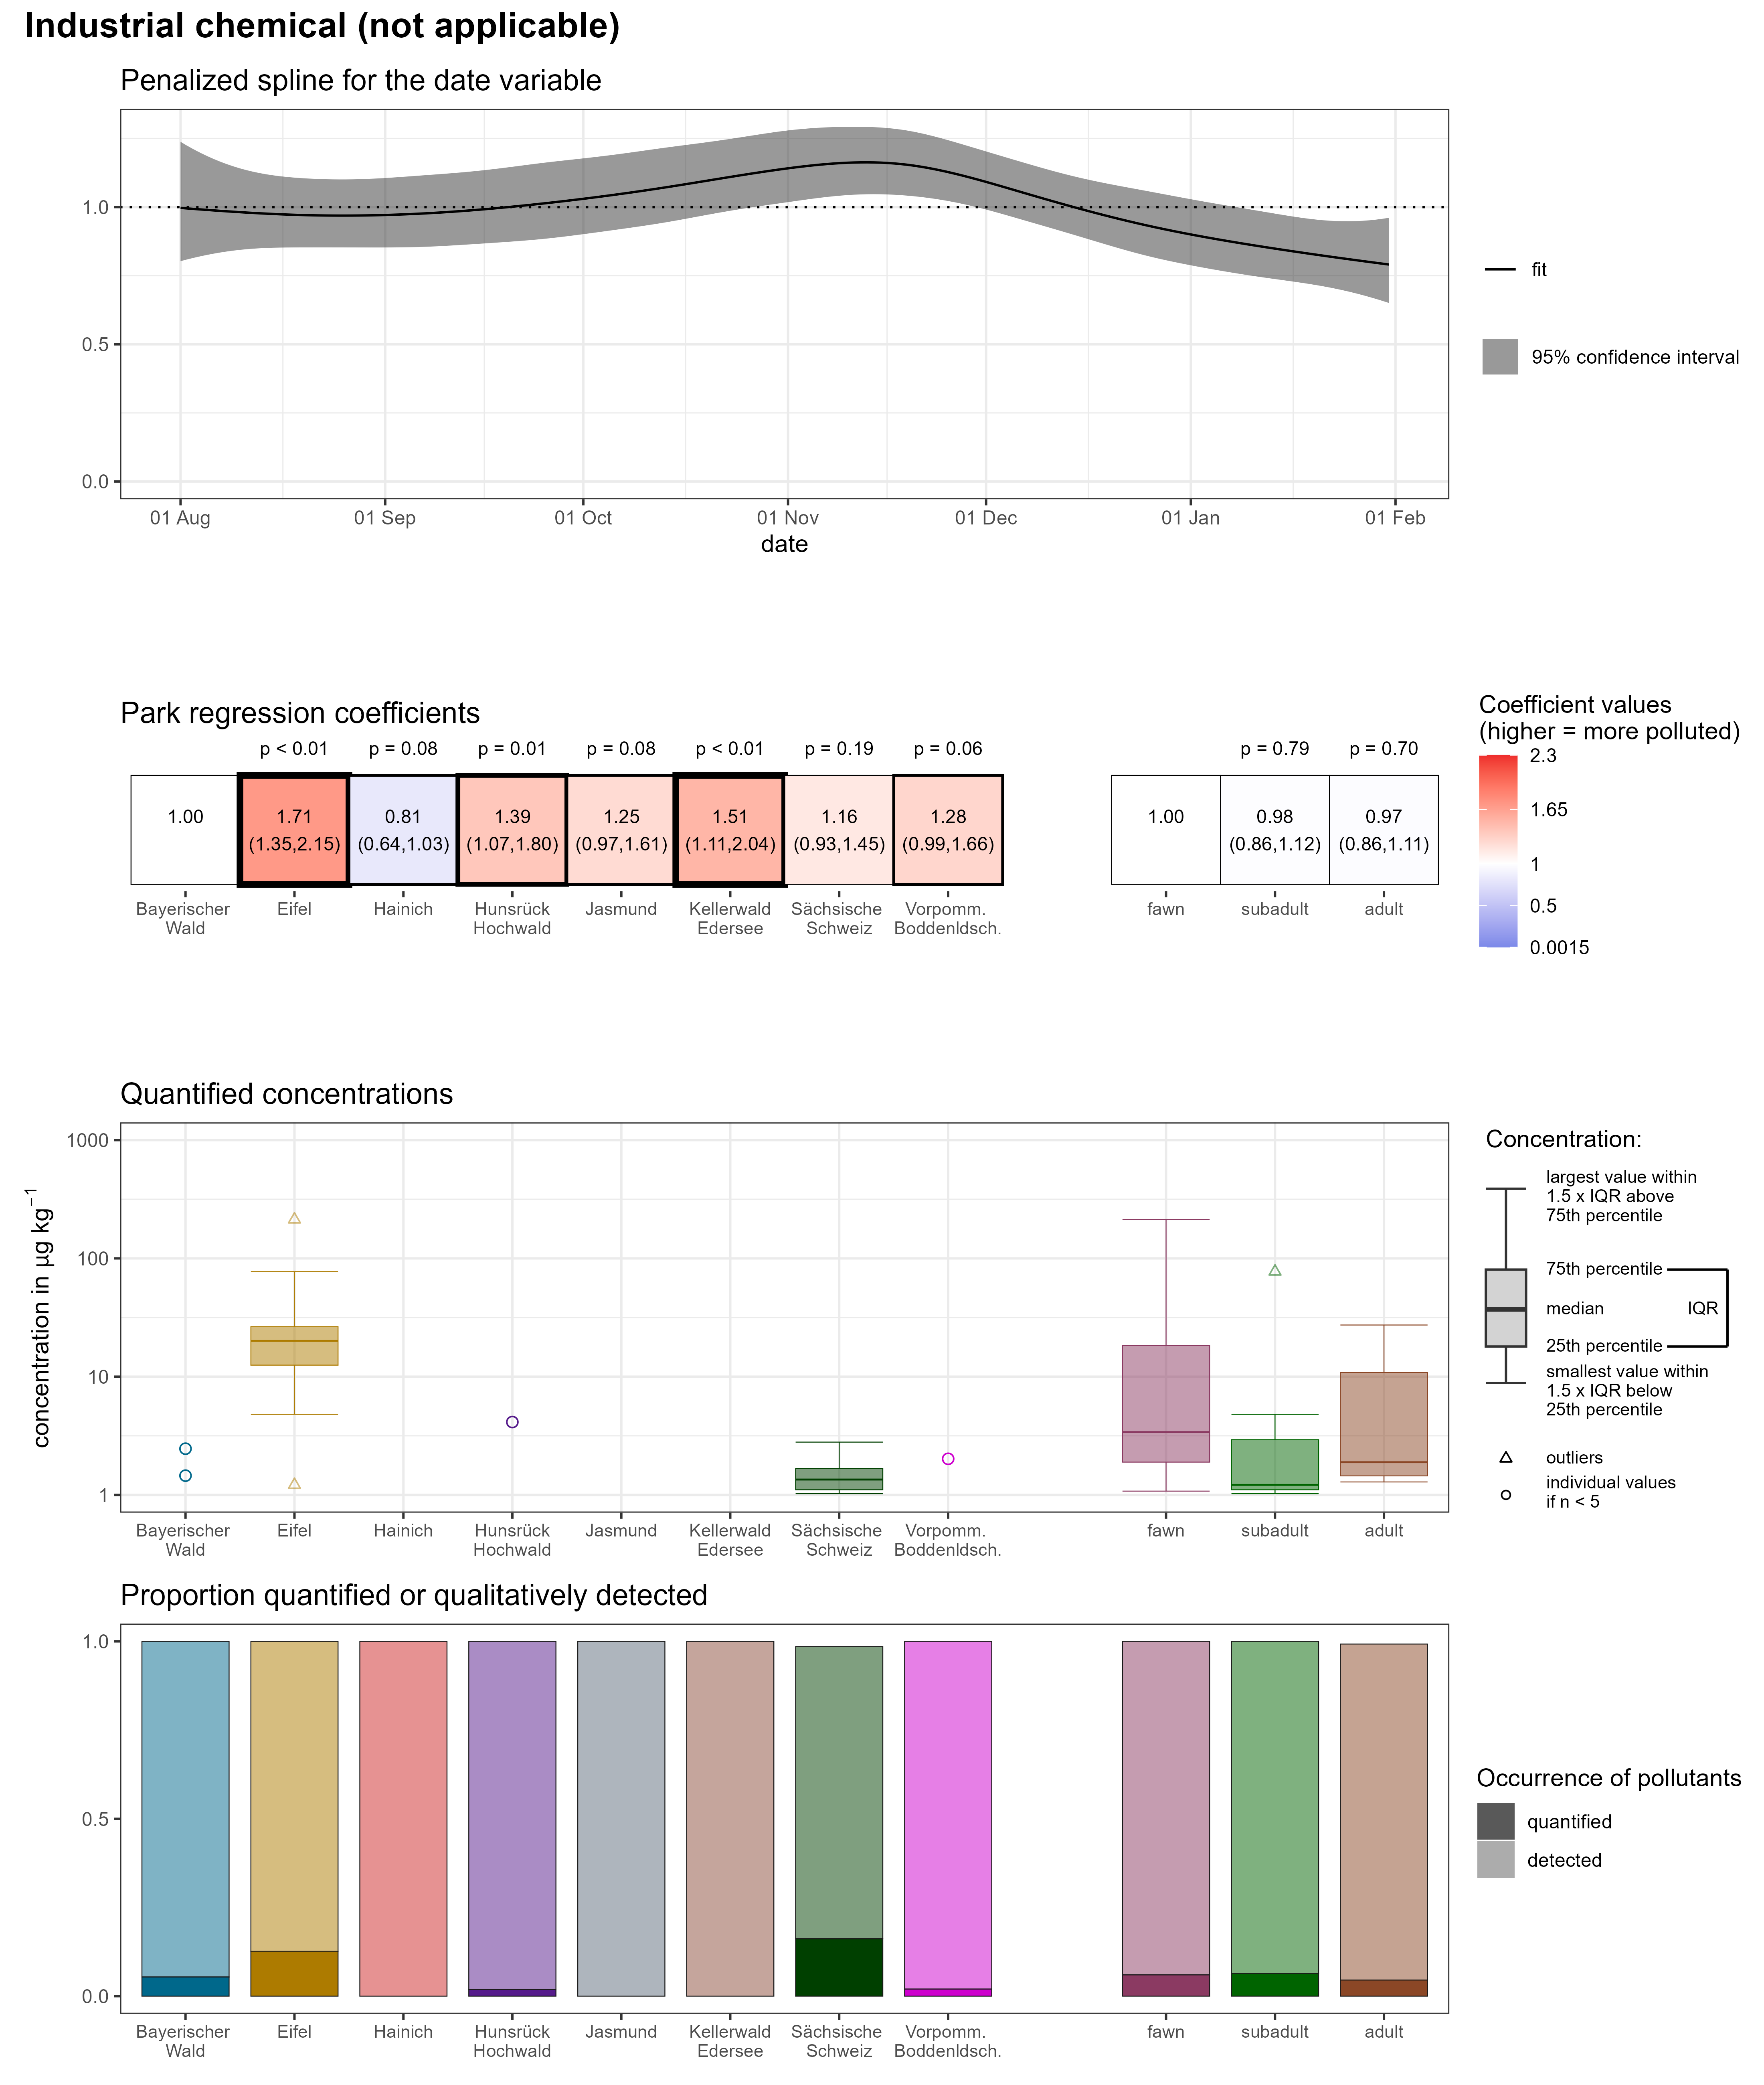 Industrial chemical (not applicable)
Penalized spline for the date variable
1.0
0.5
0.0
01 Aug
01 Sep
01 Oct
01 Nov
01 Dec
01 Jan
01 Feb
date
fit
95% confidence interval
Park regression coefficients
p < 0.01
p = 0.08
p = 0.01
p = 0.08
p < 0.01
p = 0.19
p = 0.06
p = 0.79
p = 0.70
1.00
1.71
(1.35,2.15)
0.81
(0.64,1.03)
1.39
(1.07,1.80)
1.25
(0.97,1.61)
1.51
(1.11,2.04)
1.16
(0.93,1.45)
1.28
(0.99,1.66)
1.00
0.98
(0.86,1.12)
0.97
(0.86,1.11)
Bayerischer
Wald
Eifel
Hainich
Hunsrück
Hochwald
Jasmund
Kellerwald
Edersee
Sächsische
Schweiz
Vorpomm.
Boddenldsch.
fawn
subadult
adult
Coefficient values
(higher = more polluted)
2.3
1.65
1
0.5
0.0015
Quantified concentrations
concentration in µg kg⁻¹
1000
100
10
1
Bayerischer
Wald
Eifel
Hainich
Hunsrück
Hochwald
Jasmund
Kellerwald
Edersee
Sächsische
Schweiz
Vorpomm.
Boddenldsch.
fawn
subadult
adult
Concentration:
largest value within
1.5 x IQR above
75th percentile
75th percentile
median
IQR
25th percentile
smallest value within
1.5 x IQR below
25th percentile
outliers
individual values
if n < 5
Proportion quantified or qualitatively detected
1.0
0.5
0.0
Bayerischer
Wald
Eifel
Hainich
Hunsrück
Hochwald
Jasmund
Kellerwald
Edersee
Sächsische
Schweiz
Vorpomm.
Boddenldsch.
fawn
subadult
adult
Occurrence of pollutants
quantified
detected